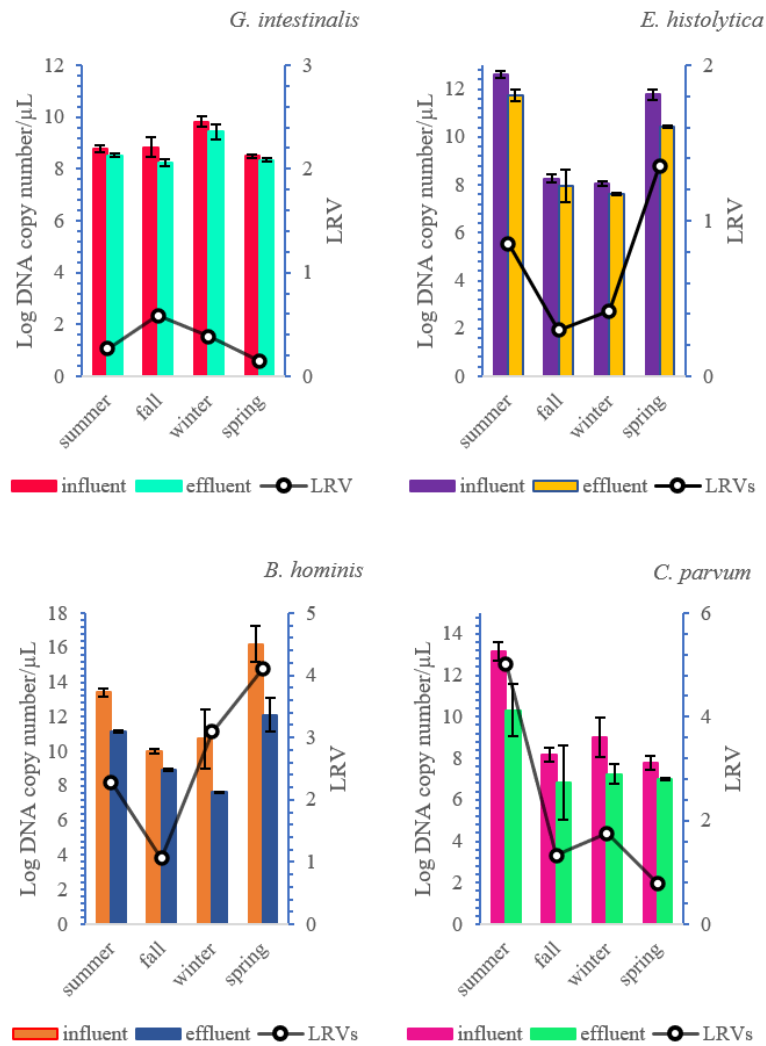 G. intestinalis
12
10
8
6
4
2
0
Log DNA copy number/µL
3
2
1
0
LRV
summer
fall
winter
spring
influent effluent LRV
E. histolytica
12
10
8
6
4
2
0
Log DNA copy number/µL
2
1
0
LRV
summer
fall
winter
spring
influent effluent LRVs
B. hominis
18
16
14
12
10
8
6
4
2
0
Log DNA copy number/µL
5
4
3
2
1
0
LRV
summer
fall
winter
spring
influent effluent LRVs
C. parvum
14
12
10
8
6
4
2
0
Log DNA copy number/µL
6
4
2
0
LRV
summer
fall
winter
spring
influent effluent LRVs